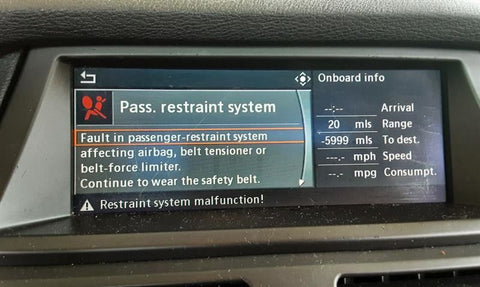 Pass. restraint system
Fault in passenger-restraint system
affecting airbag, belt tensioner or
belt-force limiter.
Continue to wear the safety belt.
Restraint system malfunction!
Onboard info
--:-- Arrival
20 mls Range
-5999 mls To dest.
---.- mph Speed
--.- mpg Consumpt.